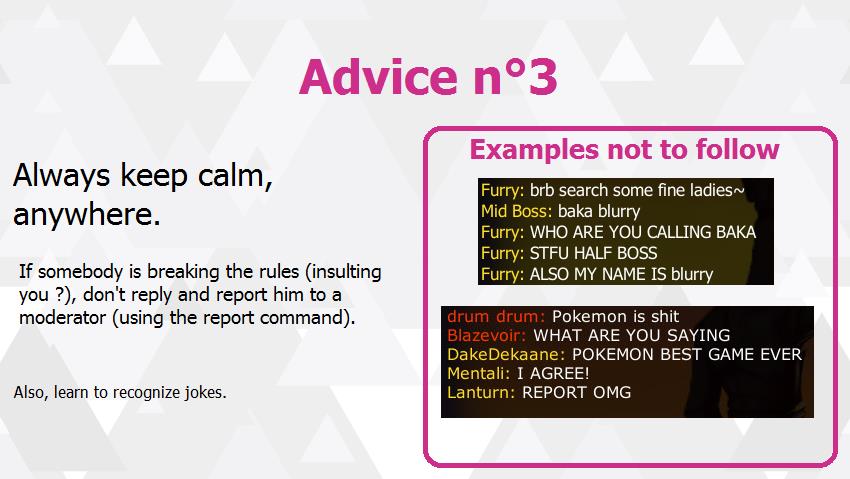 Advice n°3
Always keep calm,
anywhere.
If somebody is breaking the rules (insulting
you ?), don't reply and report him to a
moderator (using the report command).
Also, learn to recognize jokes.
Examples not to follow
Furry: brb search some fine ladies~
Mid Boss: baka blurry
Furry: WHO ARE YOU CALLING BAKA
Furry: STFU HALF BOSS
Furry: ALSO MY NAME IS blurry
drum drum: Pokemon is shit
Blazevoir: WHAT ARE YOU SAYING
DakeDekaane: POKEMON BEST GAME EVER
Mentali: I AGREE!
Lanturn: REPORT OMG